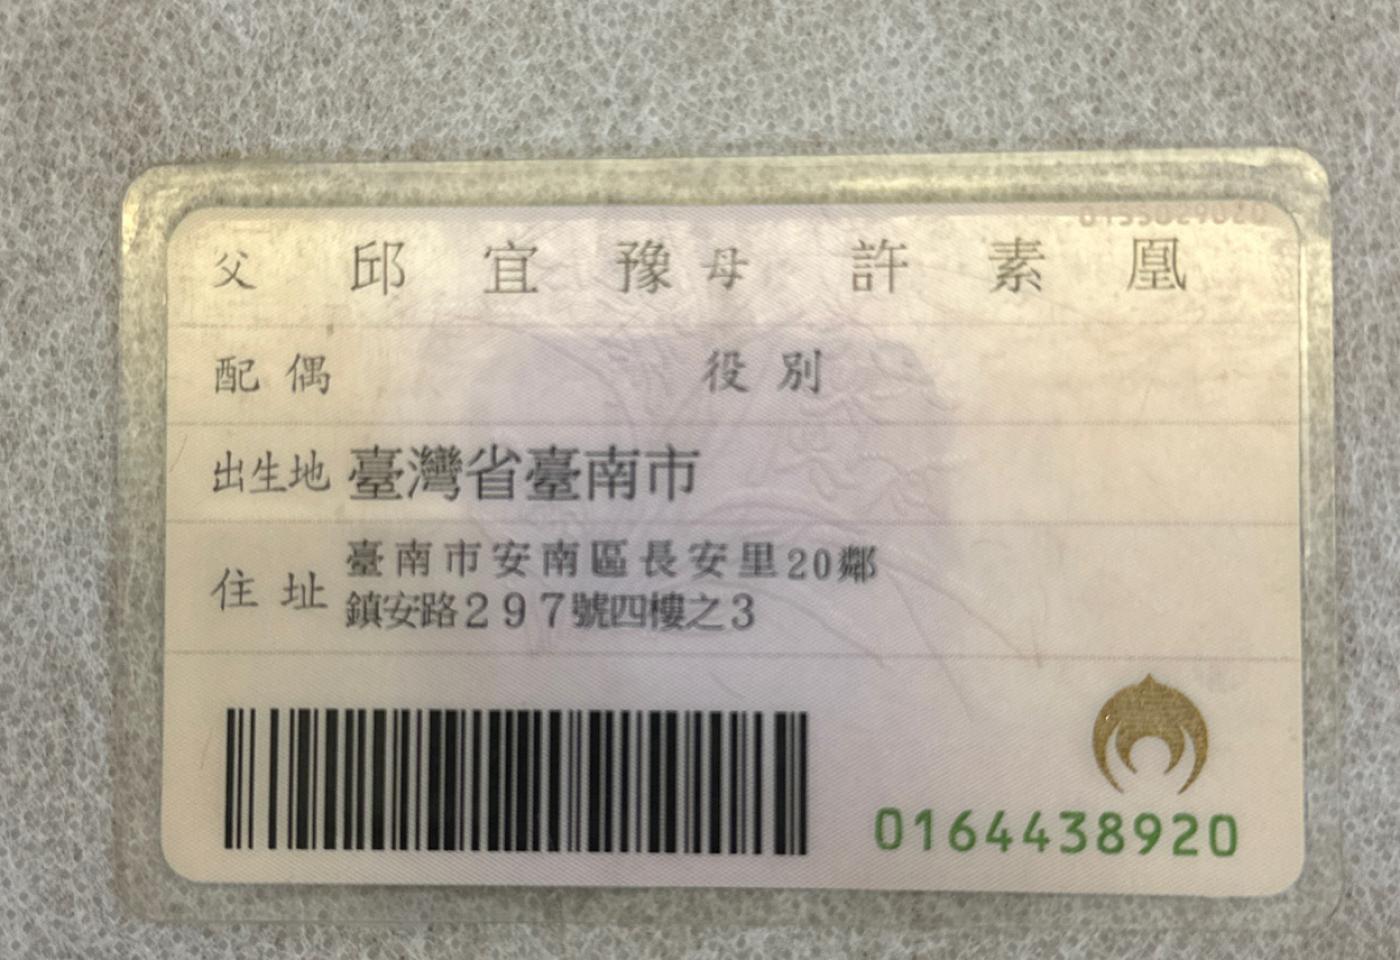 父 邱宜豫 母 許素凰
配偶 役別
出生地 臺灣省臺南市
住址 臺南市安南區長安里20鄰
鎮安路297號四樓之3
0164438920